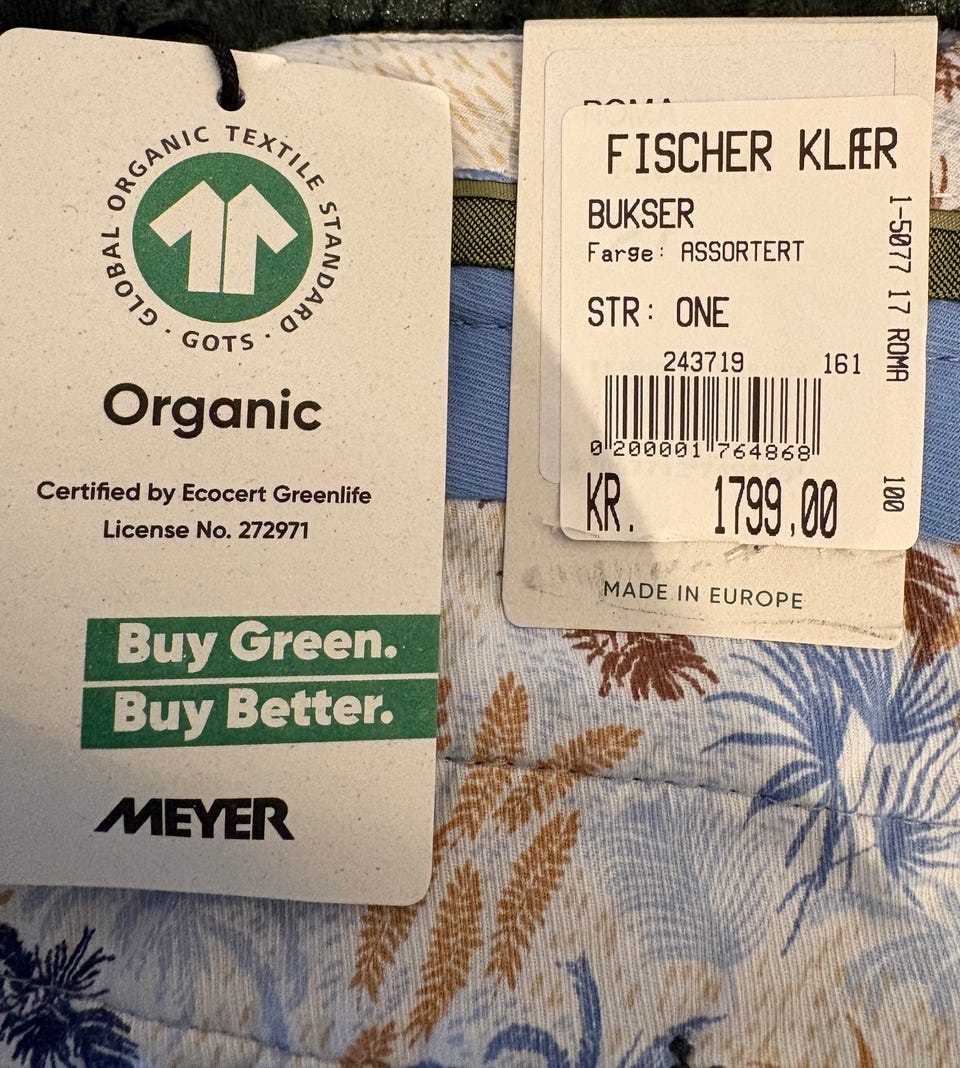 GLOBAL ORGANIC TEXTILE STANDARD · GOTS ·
Organic
Certified by Ecocert Greenlife
License No. 272971
Buy Green.
Buy Better.
MEYER
ROMA
FISCHER KLÆR
BUKSER
Farge: ASSORTERT
STR: ONE
243719 161
0 200001 764868
KR. 1799,00
I-5077 17 ROMA
100
MADE IN EUROPE